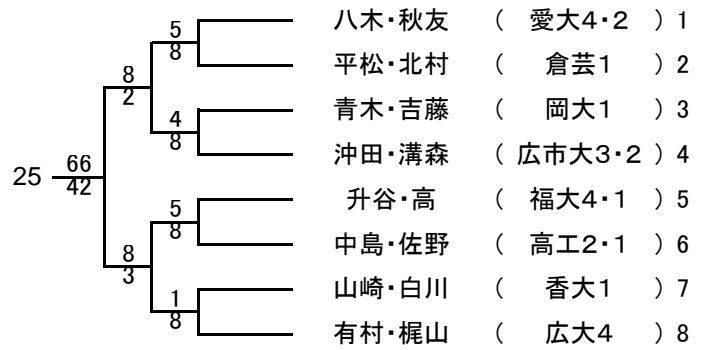 八木・秋友 ( 愛大4・2 ) 1
5
8
平松・北村 ( 倉芸1 ) 2
8
2
青木・吉藤 ( 岡大1 ) 3
4
8
沖田・溝森 ( 広市大3・2 ) 4
25 66
42
升谷・高 ( 福大4・1 ) 5
5
8
中島・佐野 ( 高工2・1 ) 6
8
3
山崎・白川 ( 香大1 ) 7
1
8
有村・梶山 ( 広大4 ) 8